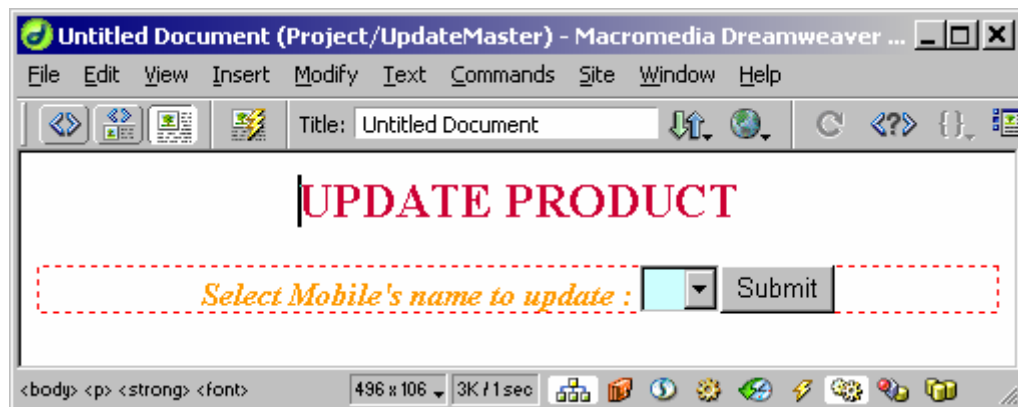 Untitled Document (Project/UpdateMaster) - Macromedia Dreamweaver ...
File Edit View Insert Modify Text Commands Site Window Help
Title: Untitled Document
UPDATE PRODUCT
Select Mobile's name to update : Submit
<body> <p> <strong> <font> 496 x 106 3K / 1 sec